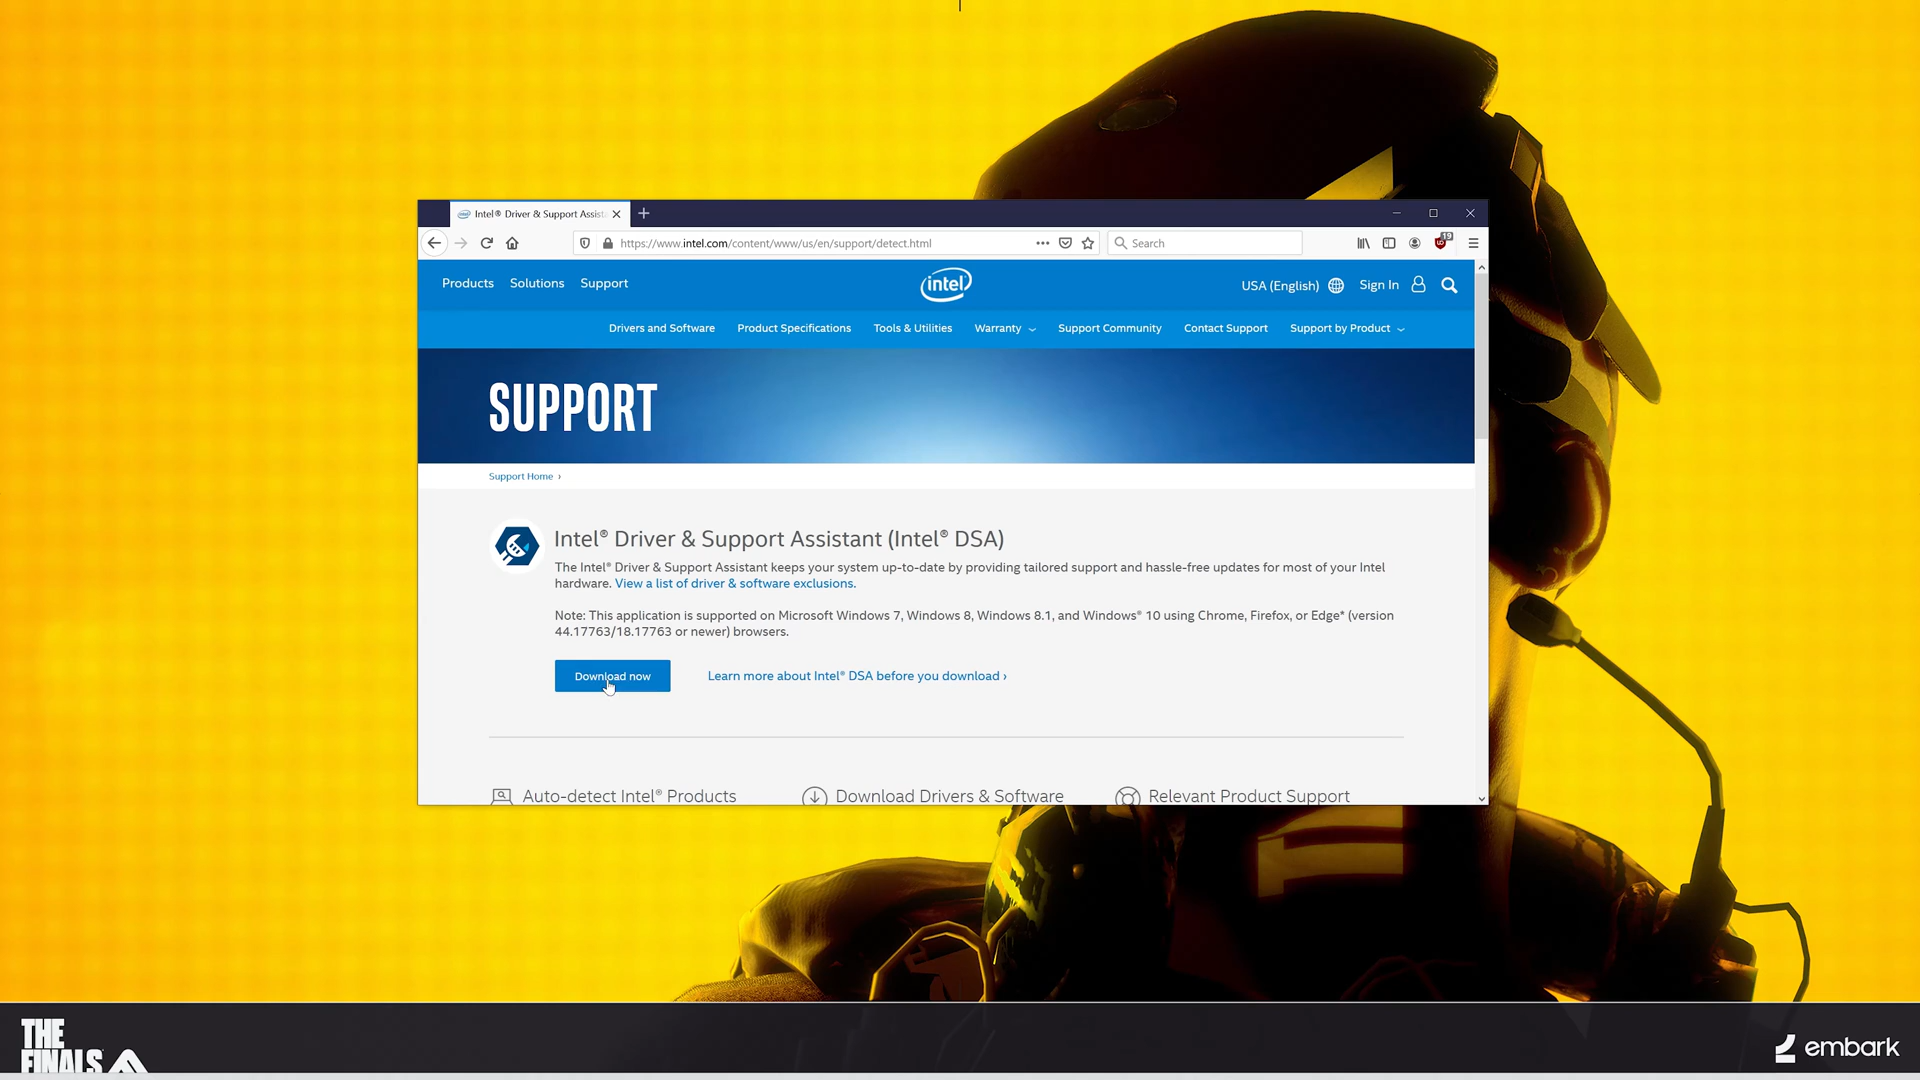 Intel® Driver & Support Assist
https://www.intel.com/content/www/us/en/support/detect.html
Search
19
Products Solutions Support
intel
USA (English) Sign In
Drivers and Software Product Specifications Tools & Utilities Warranty Support Community Contact Support Support by Product
SUPPORT
Support Home ›
Intel® Driver & Support Assistant (Intel® DSA)
The Intel® Driver & Support Assistant keeps your system up-to-date by providing tailored support and hassle-free updates for most of your Intel
hardware. View a list of driver & software exclusions.
Note: This application is supported on Microsoft Windows 7, Windows 8, Windows 8.1, and Windows® 10 using Chrome, Firefox, or Edge* (version
44.17763/18.17763 or newer) browsers.
Download now
Learn more about Intel® DSA before you download ›
Auto-detect Intel® Products
Download Drivers & Software
Relevant Product Support
THE
FINALS
embark